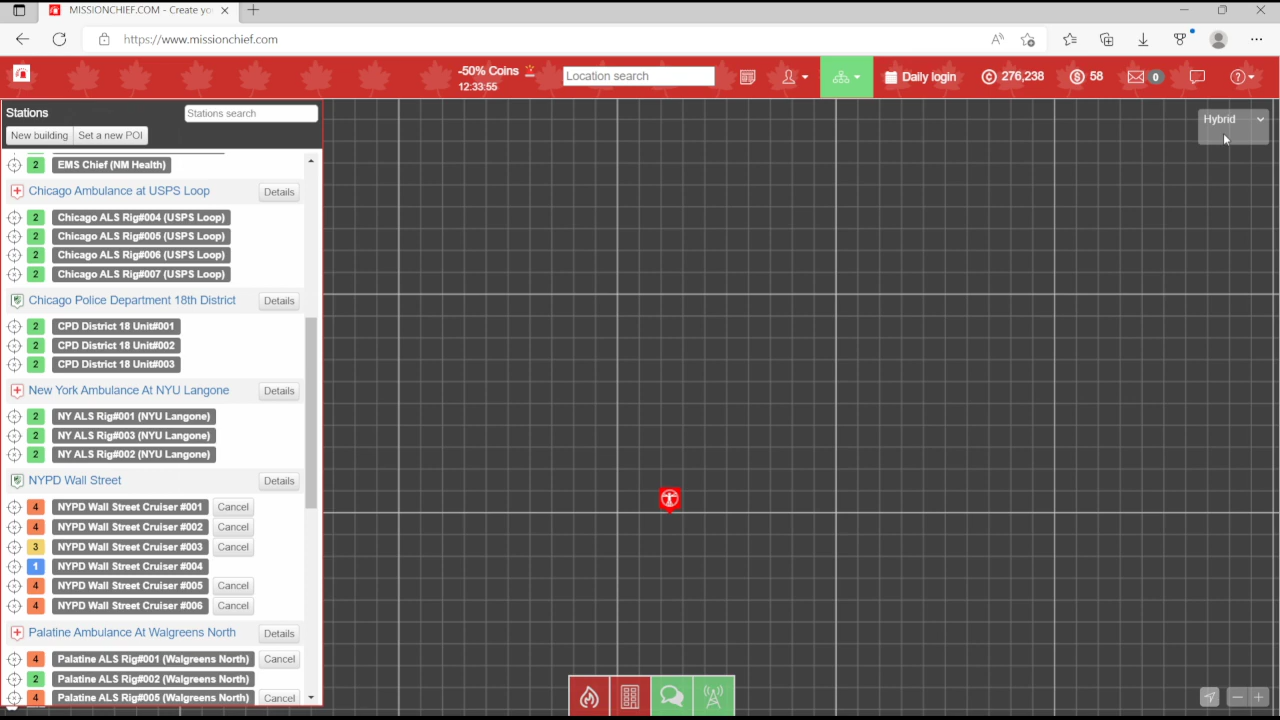 MISSIONCHIEF.COM - Create yo
https://www.missionchief.com
-50% Coins
12:33:55
Location search
Daily login
276,238
58
0
Stations
Stations search
New building
Set a new POI
Hybrid
2 EMS Chief (NM Health)
Chicago Ambulance at USPS Loop Details
2 Chicago ALS Rig#004 (USPS Loop)
2 Chicago ALS Rig#005 (USPS Loop)
2 Chicago ALS Rig#006 (USPS Loop)
2 Chicago ALS Rig#007 (USPS Loop)
Chicago Police Department 18th District Details
2 CPD District 18 Unit#001
2 CPD District 18 Unit#002
2 CPD District 18 Unit#003
New York Ambulance At NYU Langone Details
2 NY ALS Rig#001 (NYU Langone)
2 NY ALS Rig#003 (NYU Langone)
2 NY ALS Rig#002 (NYU Langone)
NYPD Wall Street Details
4 NYPD Wall Street Cruiser #001 Cancel
4 NYPD Wall Street Cruiser #002 Cancel
3 NYPD Wall Street Cruiser #003 Cancel
1 NYPD Wall Street Cruiser #004
4 NYPD Wall Street Cruiser #005 Cancel
4 NYPD Wall Street Cruiser #006 Cancel
Palatine Ambulance At Walgreens North Details
4 Palatine ALS Rig#001 (Walgreens North) Cancel
2 Palatine ALS Rig#002 (Walgreens North)
4 Palatine ALS Rig#005 (Walgreens North) Cancel